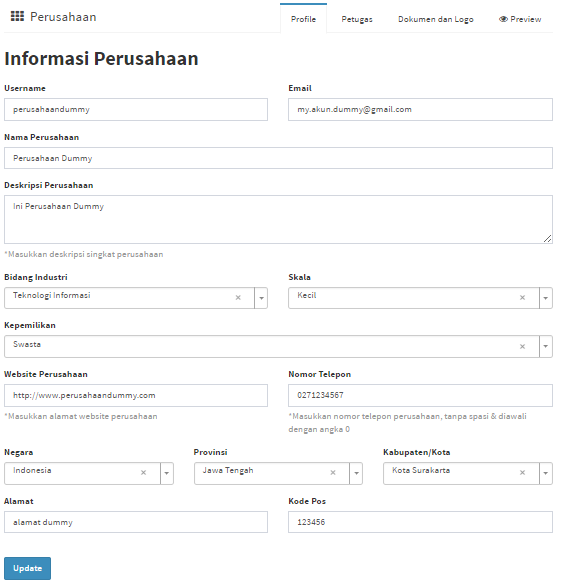 Perusahaan
Profile Petugas Dokumen dan Logo Preview
Informasi Perusahaan
Username Email
perusahaandummy my.akun.dummy@gmail.com
Nama Perusahaan
Perusahaan Dummy
Deskripsi Perusahaan
Ini Perusahaan Dummy
*Masukkan deskripsi singkat perusahaan
Bidang Industri Skala
Teknologi Informasi × Kecil ×
Kepemilikan
Swasta ×
Website Perusahaan Nomor Telepon
http://www.perusahaandummy.com 0271234567
*Masukkan alamat website perusahaan *Masukkan nomor telepon perusahaan, tanpa spasi & diawali
dengan angka 0
Negara Provinsi Kabupaten/Kota
Indonesia × Jawa Tengah × Kota Surakarta ×
Alamat Kode Pos
alamat dummy 123456
Update